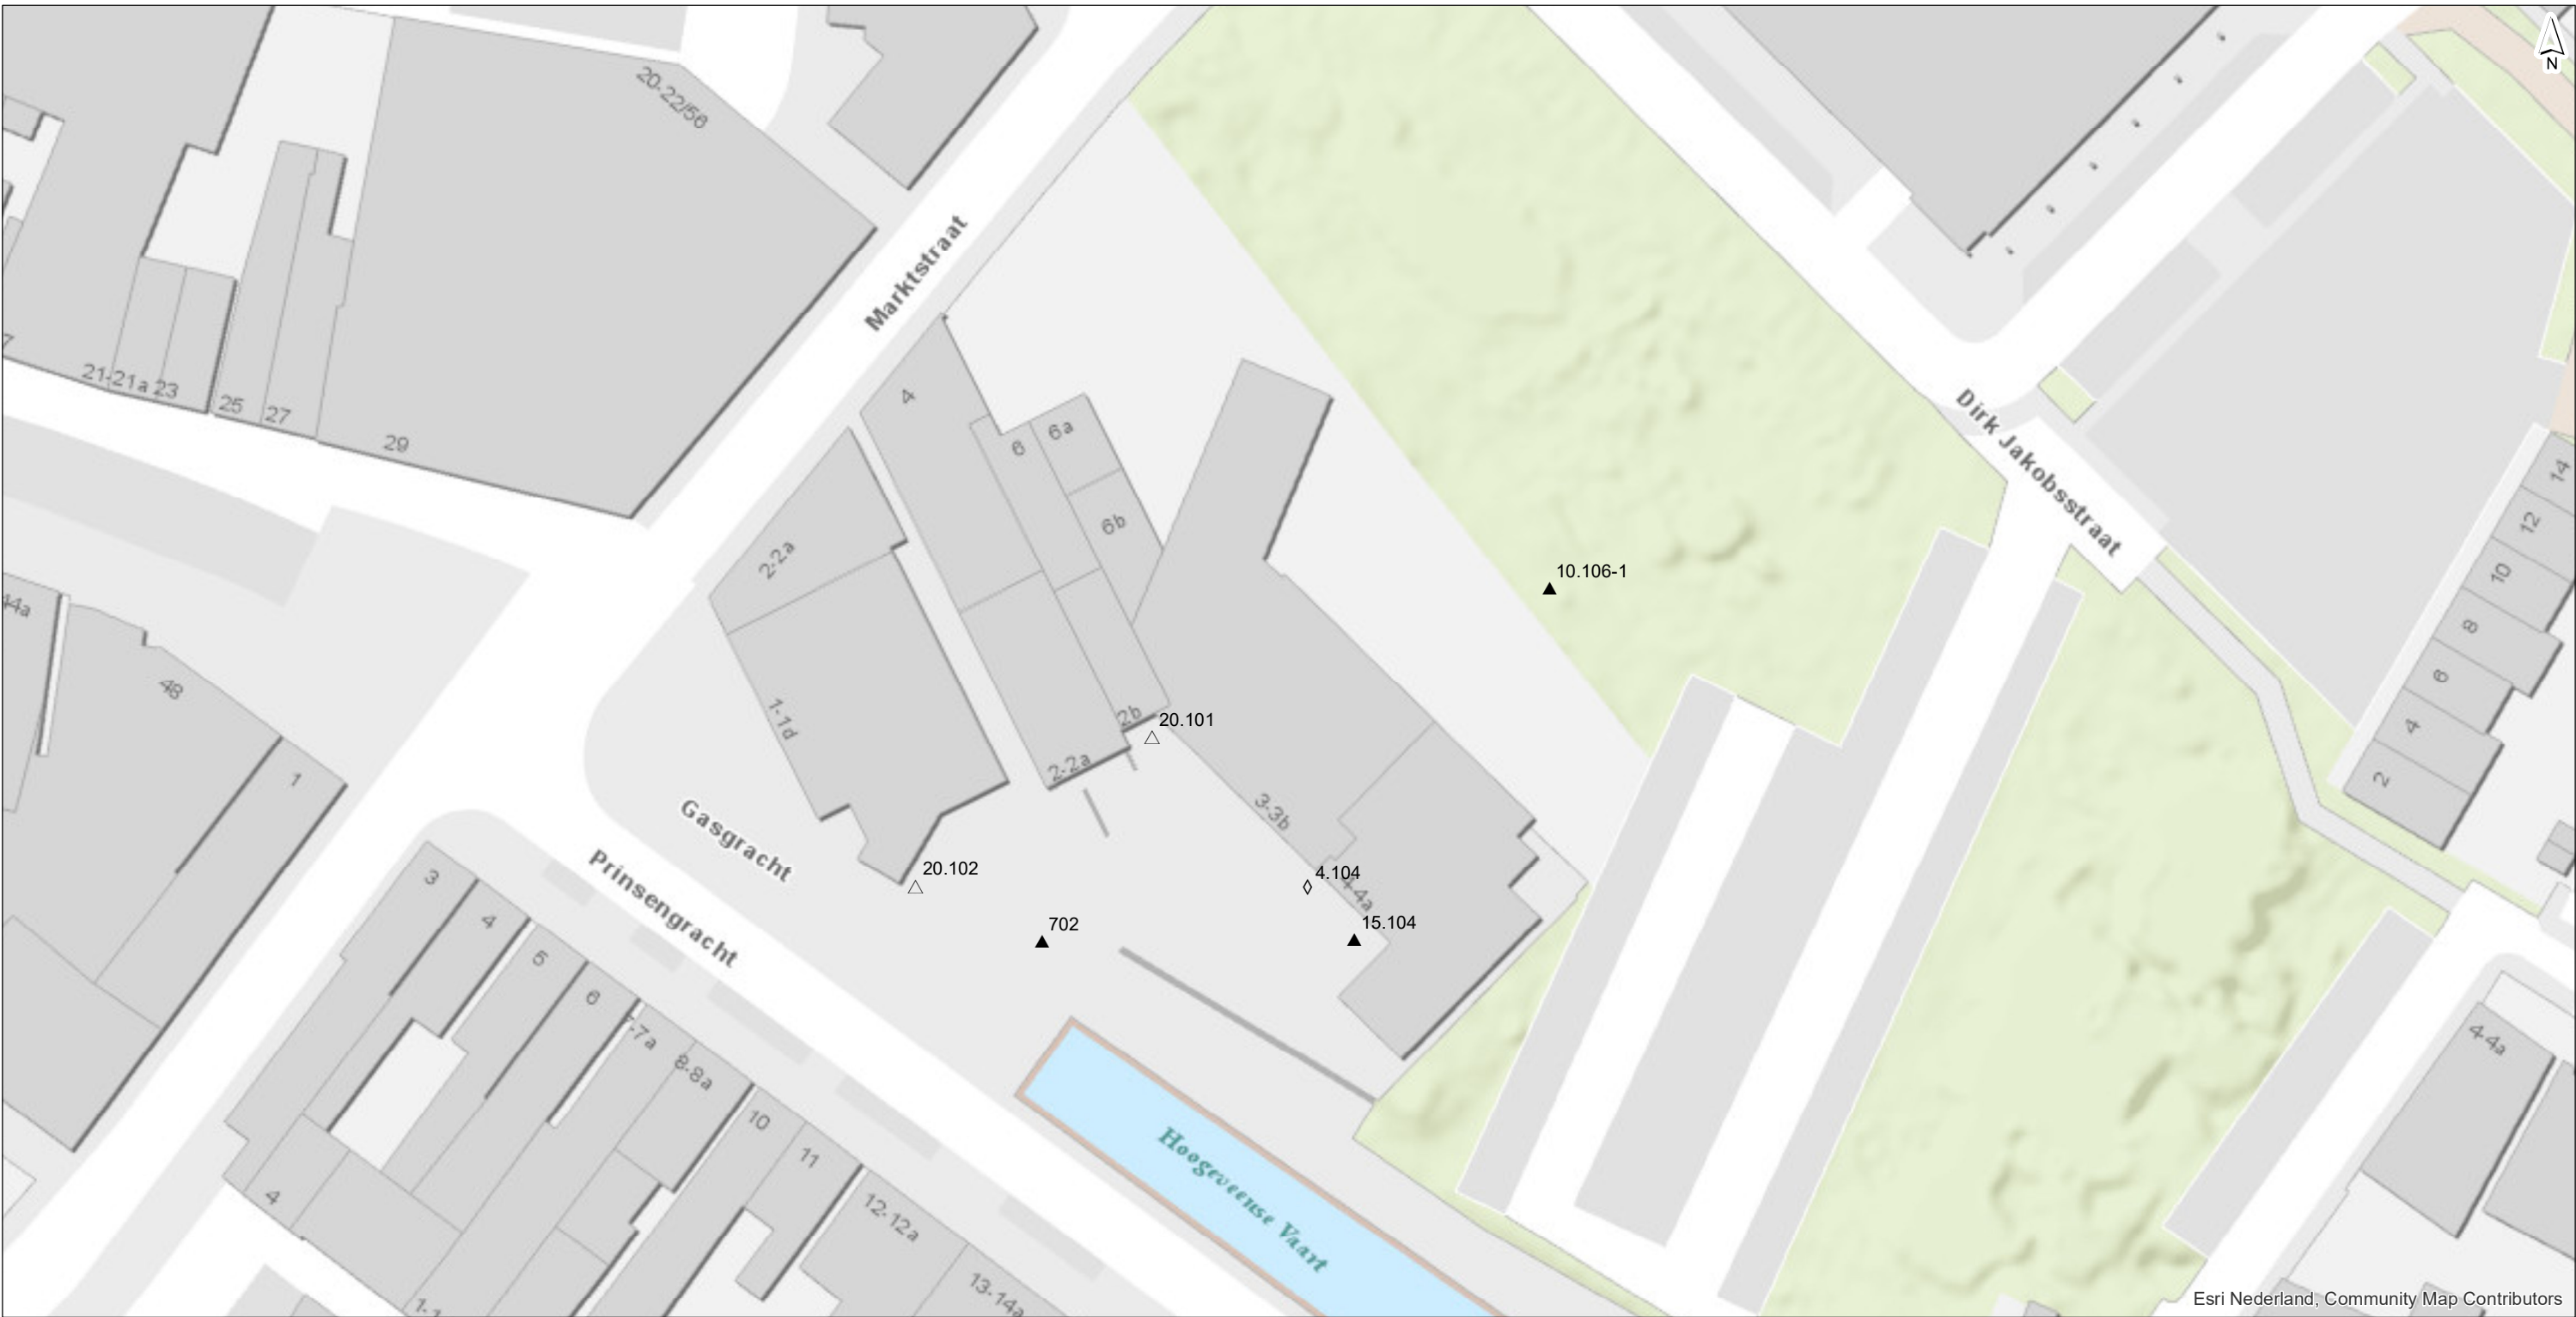 N
20-22/56
Marktstraat
21-21a 23
25
27
29
4
6
6a
6b
2-2a
Dirk Jakobsstraat
14
12
10
8
6
4
2
10.106-1
44a
48
1
1-1d
2b
20.101
2-2a
3-3b
Gasgracht
Prinsengracht
20.102
4.104
4-4a
15.104
702
3
4
5
6
7-7a
8-8a
10
11
12-12a
13-14a
4
Hoogeveense Vaart
4-4a
Esri Nederland, Community Map Contributors